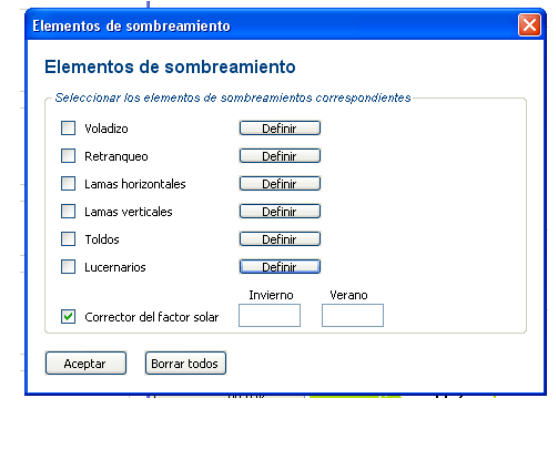 Elementos de sombreamiento
Elementos de sombreamiento
Seleccionar los elementos de sombreamientos correspondientes
Voladizo Definir
Retranqueo Definir
Lamas horizontales Definir
Lamas verticales Definir
Toldos Definir
Lucernarios Definir
Invierno Verano
Corrector del factor solar
Aceptar Borrar todos